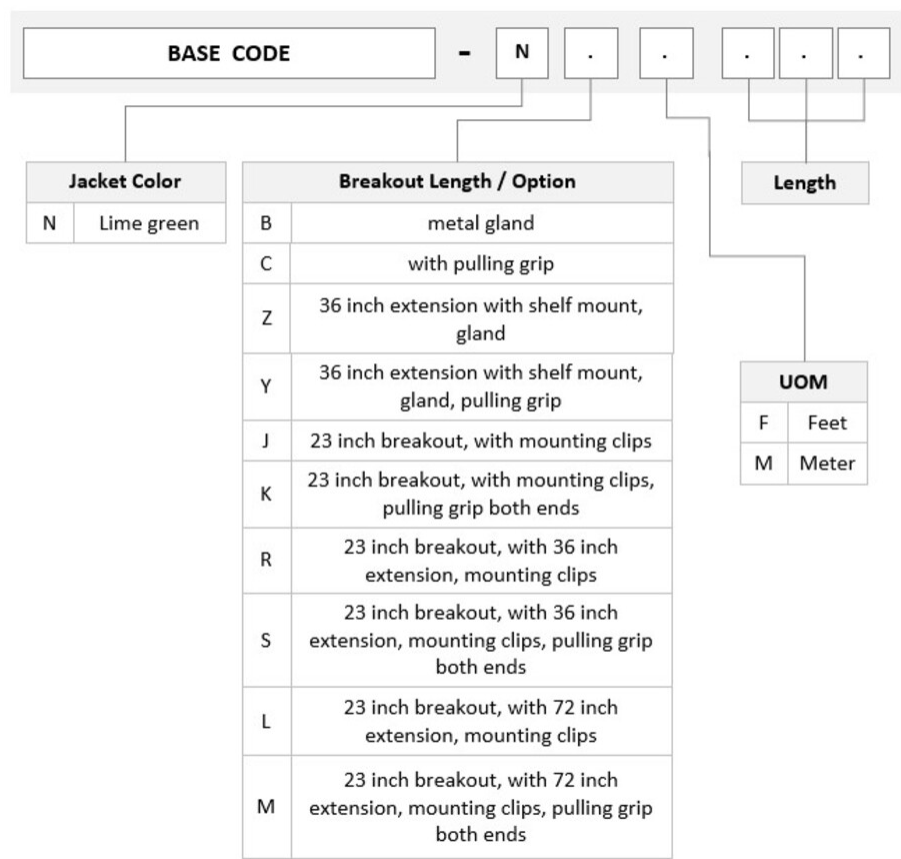 BASE CODE - N . . . . .
Jacket Color
N Lime green
Breakout Length / Option
B metal gland
C with pulling grip
Z 36 inch extension with shelf mount,
gland
Y 36 inch extension with shelf mount,
gland, pulling grip
J 23 inch breakout, with mounting clips
K 23 inch breakout, with mounting clips,
pulling grip both ends
R 23 inch breakout, with 36 inch
extension, mounting clips
S 23 inch breakout, with 36 inch
extension, mounting clips, pulling grip
both ends
L 23 inch breakout, with 72 inch
extension, mounting clips
M 23 inch breakout, with 72 inch
extension, mounting clips, pulling grip
both ends
Length
UOM
F Feet
M Meter